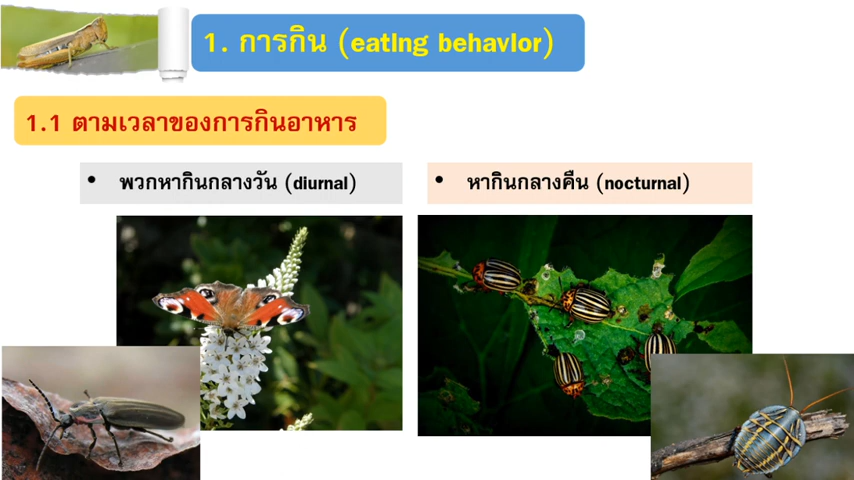 1. การกิน (eating behavior)
1.1 ตามเวลาของการกินอาหาร
• พวกหากินกลางวัน (diurnal)
• หากินกลางคืน (nocturnal)